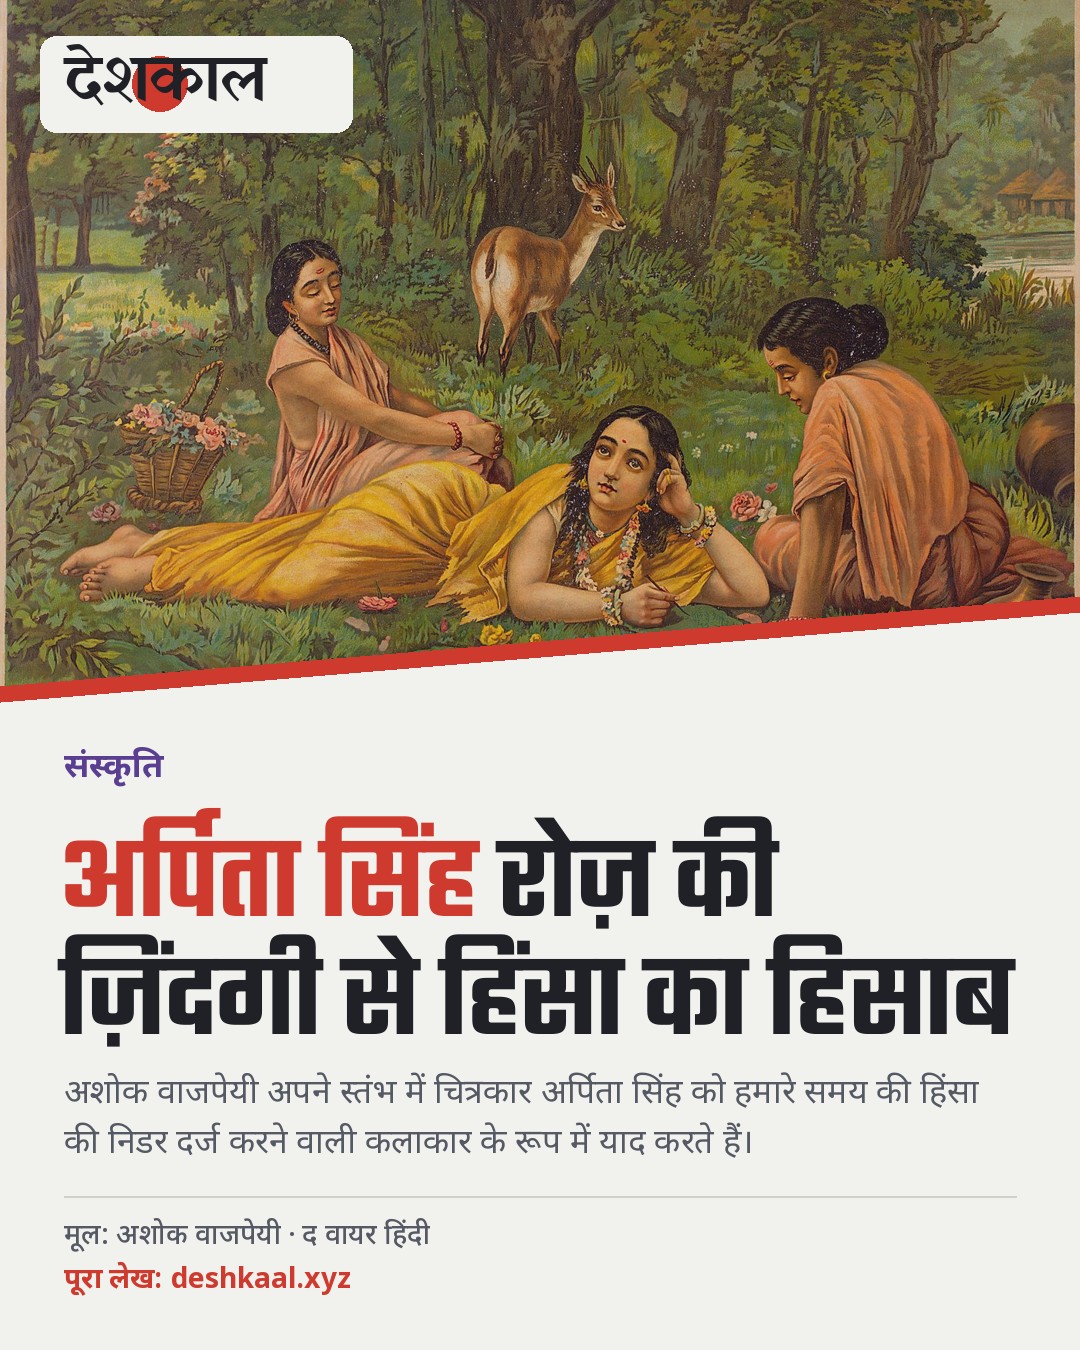 देशकाल
संस्कृति
अर्पिता सिंह रोज़ की
ज़िंदगी से हिंसा का हिसाब
अशोक वाजपेयी अपने स्तंभ में चित्रकार अर्पिता सिंह को हमारे समय की हिंसा
की निडर दर्ज करने वाली कलाकार के रूप में याद करते हैं।
मूल: अशोक वाजपेयी · द वायर हिंदी
पूरा लेख: deshkaal.xyz